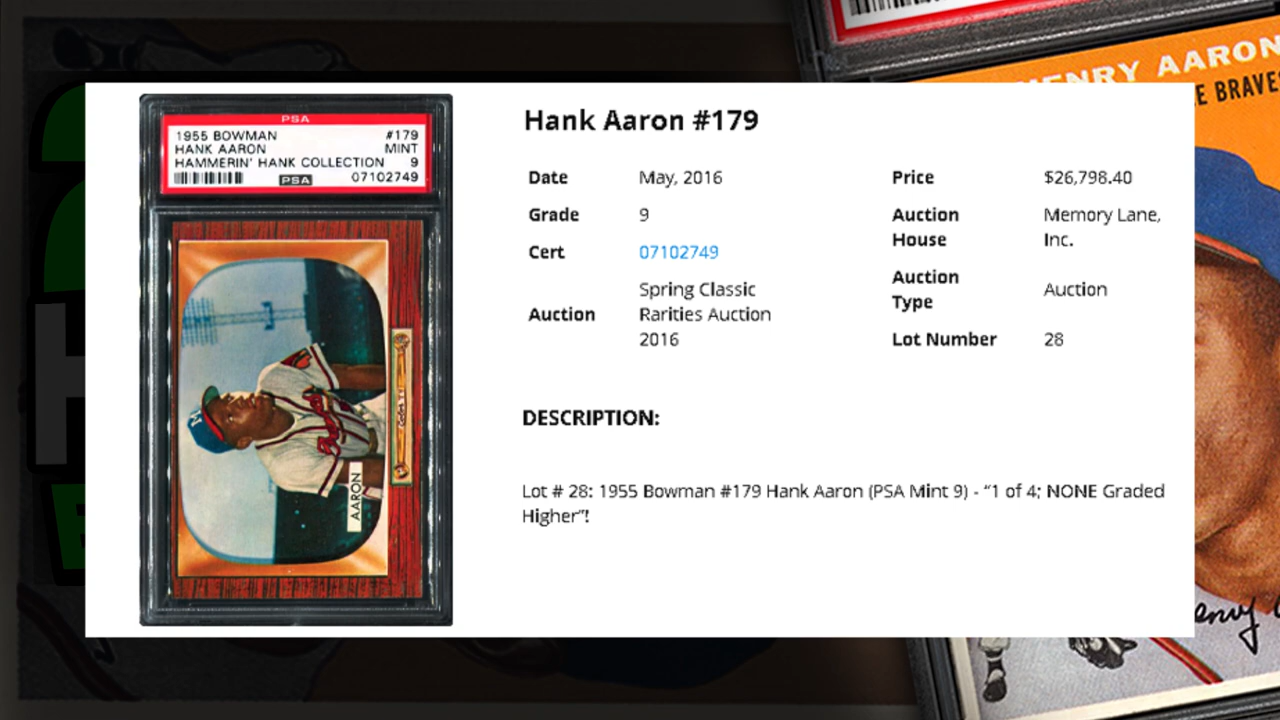 HENRY AARON
E BRAVES
PSA
1955 BOWMAN #179
HANK AARON MINT
HAMMERIN' HANK COLLECTION 9
PSA 07102749
AARON
Hank Aaron #179
Date May, 2016
Grade 9
Cert 07102749
Auction Spring Classic
Rarities Auction
2016
Price $26,798.40
Auction House Memory Lane,
Inc.
Auction Type Auction
Lot Number 28
DESCRIPTION:
Lot # 28: 1955 Bowman #179 Hank Aaron (PSA Mint 9) - “1 of 4; NONE Graded
Higher”!